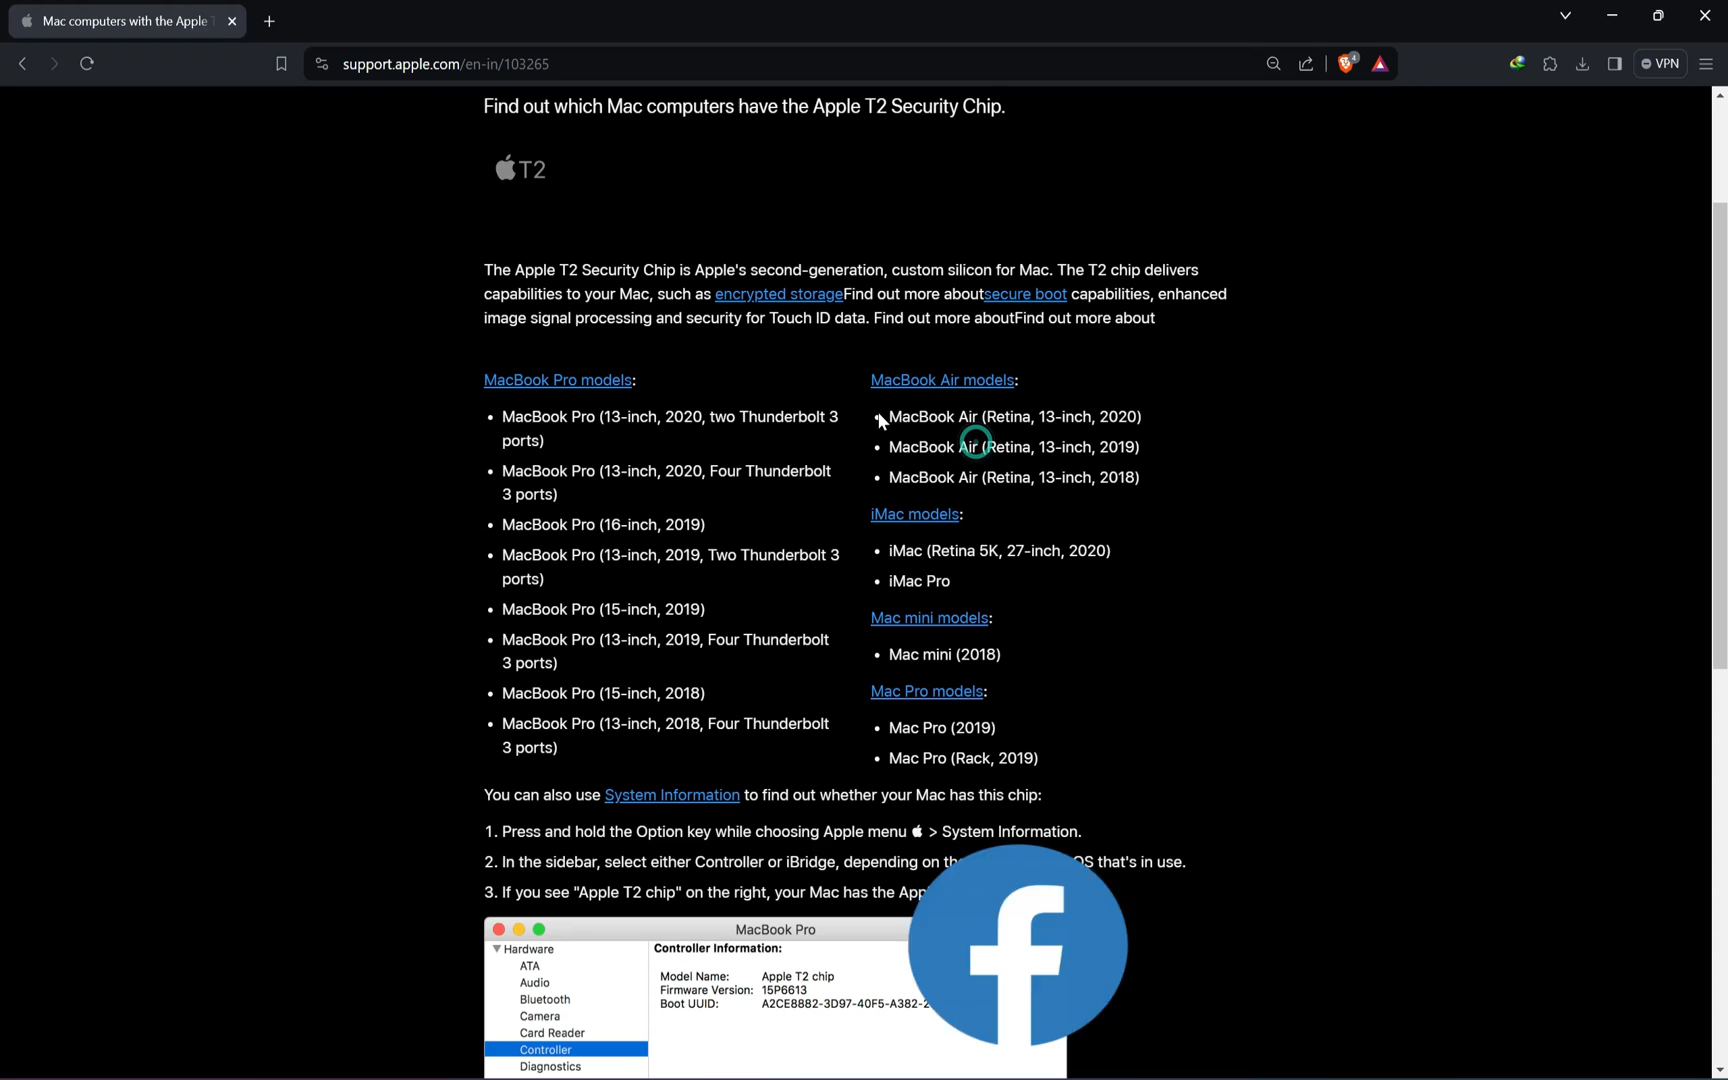 Mac computers with the Apple T
support.apple.com/en-in/103265
4
VPN
Find out which Mac computers have the Apple T2 Security Chip.
T2
The Apple T2 Security Chip is Apple's second-generation, custom silicon for Mac. The T2 chip delivers
capabilities to your Mac, such as encrypted storageFind out more aboutsecure boot capabilities, enhanced
image signal processing and security for Touch ID data. Find out more aboutFind out more about
MacBook Pro models:
• MacBook Pro (13-inch, 2020, two Thunderbolt 3
ports)
• MacBook Pro (13-inch, 2020, Four Thunderbolt
3 ports)
• MacBook Pro (16-inch, 2019)
• MacBook Pro (13-inch, 2019, Two Thunderbolt 3
ports)
• MacBook Pro (15-inch, 2019)
• MacBook Pro (13-inch, 2019, Four Thunderbolt
3 ports)
• MacBook Pro (15-inch, 2018)
• MacBook Pro (13-inch, 2018, Four Thunderbolt
3 ports)
MacBook Air models:
• MacBook Air (Retina, 13-inch, 2020)
• MacBook Air (Retina, 13-inch, 2019)
• MacBook Air (Retina, 13-inch, 2018)
iMac models:
• iMac (Retina 5K, 27-inch, 2020)
• iMac Pro
Mac mini models:
• Mac mini (2018)
Mac Pro models:
• Mac Pro (2019)
• Mac Pro (Rack, 2019)
You can also use System Information to find out whether your Mac has this chip:
1. Press and hold the Option key while choosing Apple menu > System Information.
2. In the sidebar, select either Controller or iBridge, depending on OS that's in use.
3. If you see "Apple T2 chip" on the right, your Mac has the
MacBook Pro
Hardware
ATA
Audio
Bluetooth
Camera
Card Reader
Controller
Diagnostics
Controller Information:
Model Name: Apple T2 chip
Firmware Version: 15P6613
Boot UUID: A2CE8882-3D97-40F5-A382-2
f